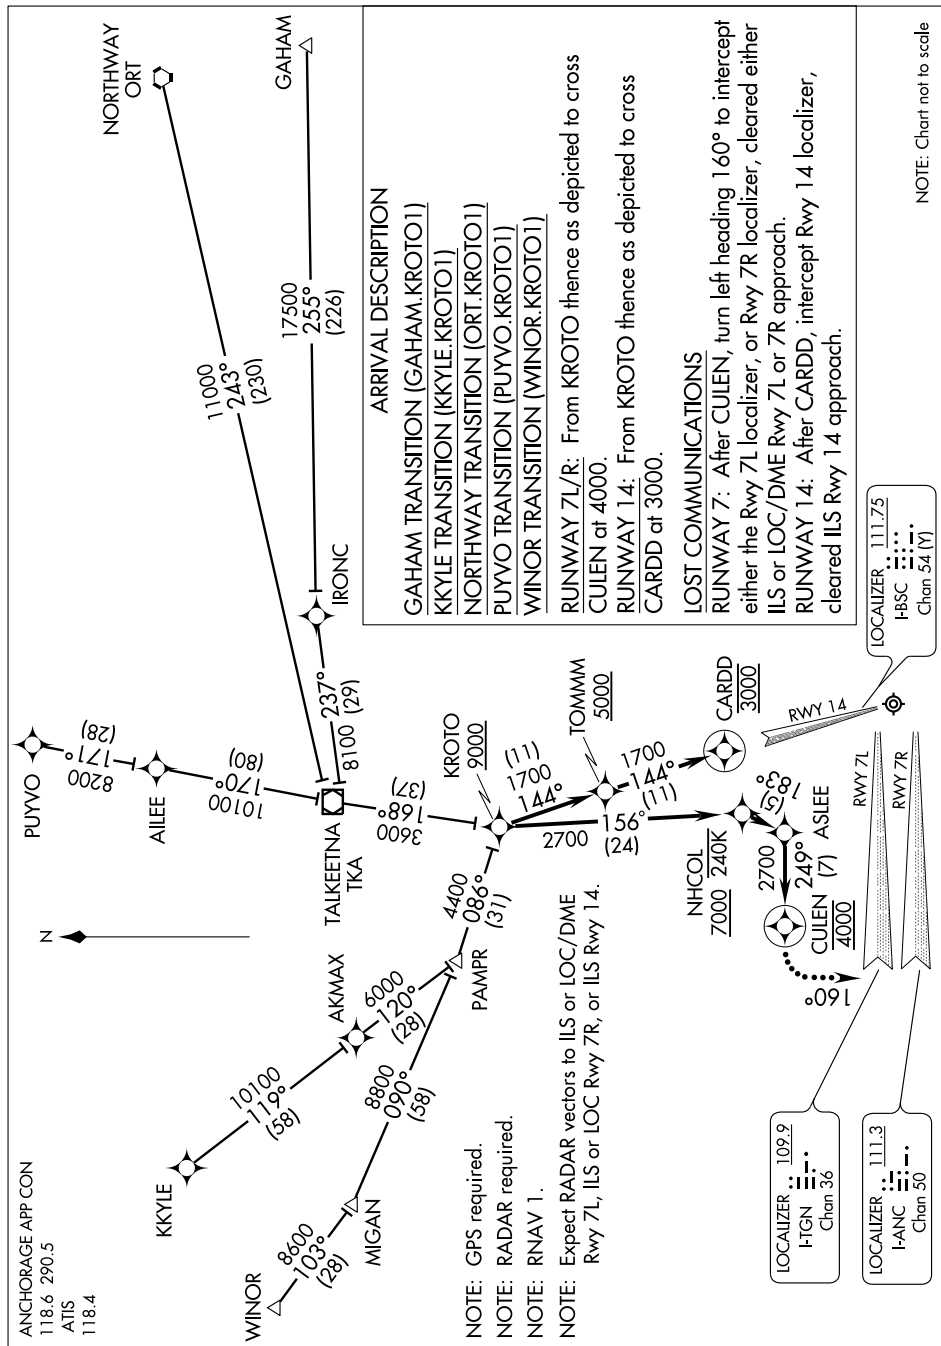 ANCHORAGE APP CON
118.6 290.5
ATIS
118.4
N
PUYVO
8200
171°
(28)
AILEE
10100
170°
(80)
NORTHWAY
ORT
11000
243°
(230)
GAHAM
17500
255°
(226)
IRONC
237°
(29)
8100
TALKEETNA
TKA
3600
168°
(37)
KKYLE
10100
119°
(58)
AKMAX
6000
120°
(28)
WINOR
8600
103°
(28)
MIGAN
8800
090°
(58)
PAMPR
4400
086°
(31)
KROTO
9000
1700
144°
(11)
TOMMM
5000
1700
144°
(11)
CARDD
3000
2700
156°
(24)
NHCOL
7000 240K
183°
(5)
ASLEE
2700
249°
(7)
CULEN
4000
160°
RWY 14
RWY 7L
RWY 7R
NOTE: GPS required.
NOTE: RADAR required.
NOTE: RNAV 1.
NOTE: Expect RADAR vectors to ILS or LOC/DME
Rwy 7L, ILS or LOC Rwy 7R, or ILS Rwy 14.
ARRIVAL DESCRIPTION
GAHAM TRANSITION (GAHAM.KROTO1)
KKYLE TRANSITION (KKYLE.KROTO1)
NORTHWAY TRANSITION (ORT.KROTO1)
PUYVO TRANSITION (PUYVO.KROTO1)
WINOR TRANSITION (WINOR.KROTO1)
RUNWAY 7L/R: From KROTO thence as depicted to cross
CULEN at 4000.
RUNWAY 14: From KROTO thence as depicted to cross
CARDD at 3000.
LOST COMMUNICATIONS
RUNWAY 7: After CULEN, turn left heading 160° to intercept
either the Rwy 7L localizer, or Rwy 7R localizer, cleared either
ILS or LOC/DME Rwy 7L or 7R approach.
RUNWAY 14: After CARDD, intercept Rwy 14 localizer,
cleared ILS Rwy 14 approach.
LOCALIZER 109.9
I-TGN
Chan 36
LOCALIZER 111.3
I-ANC
Chan 50
LOCALIZER 111.75
I-BSC
Chan 54 (Y)
NOTE: Chart not to scale